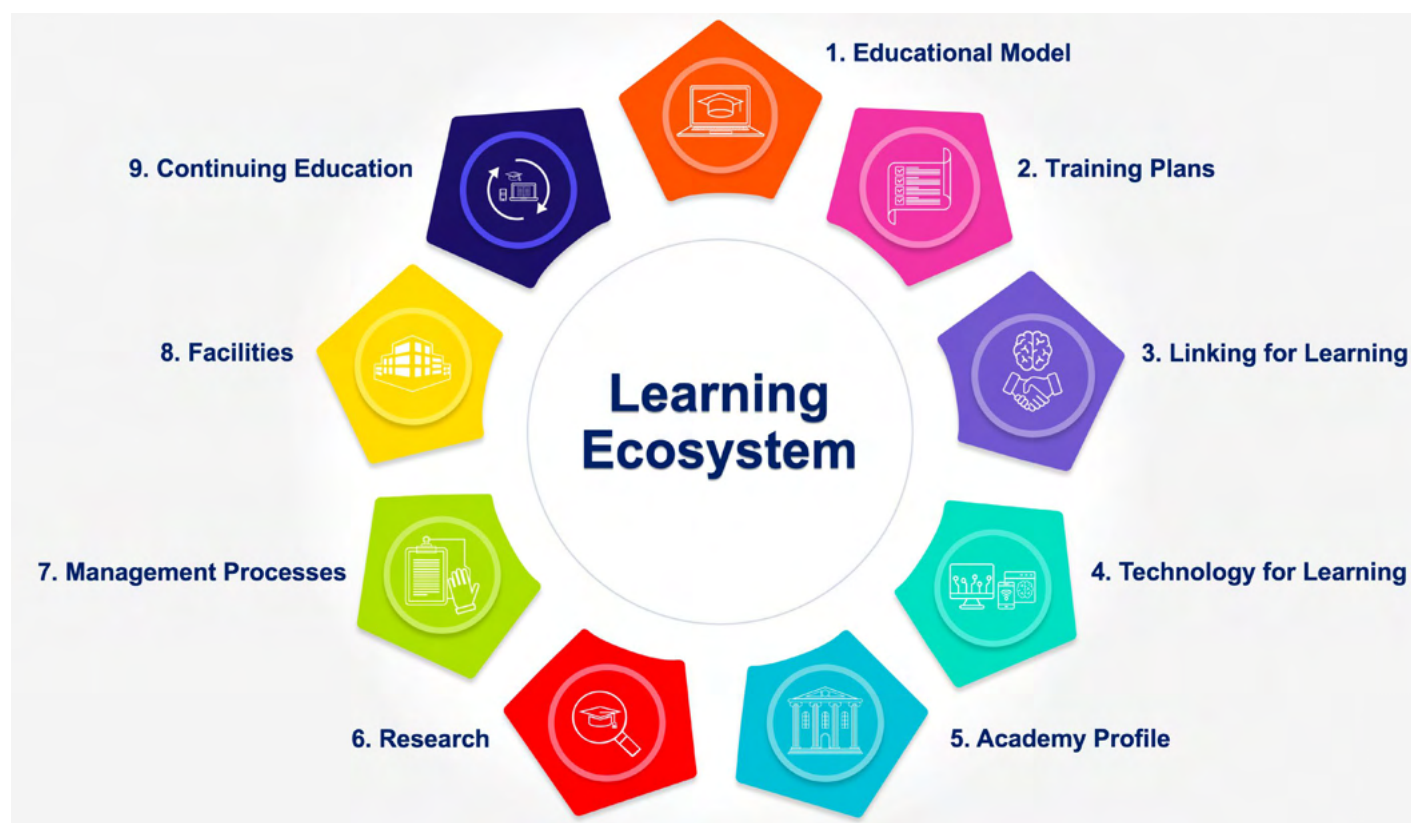 1. Educational Model
2. Training Plans
3. Linking for Learning
4. Technology for Learning
5. Academy Profile
6. Research
7. Management Processes
8. Facilities
9. Continuing Education
Learning
Ecosystem